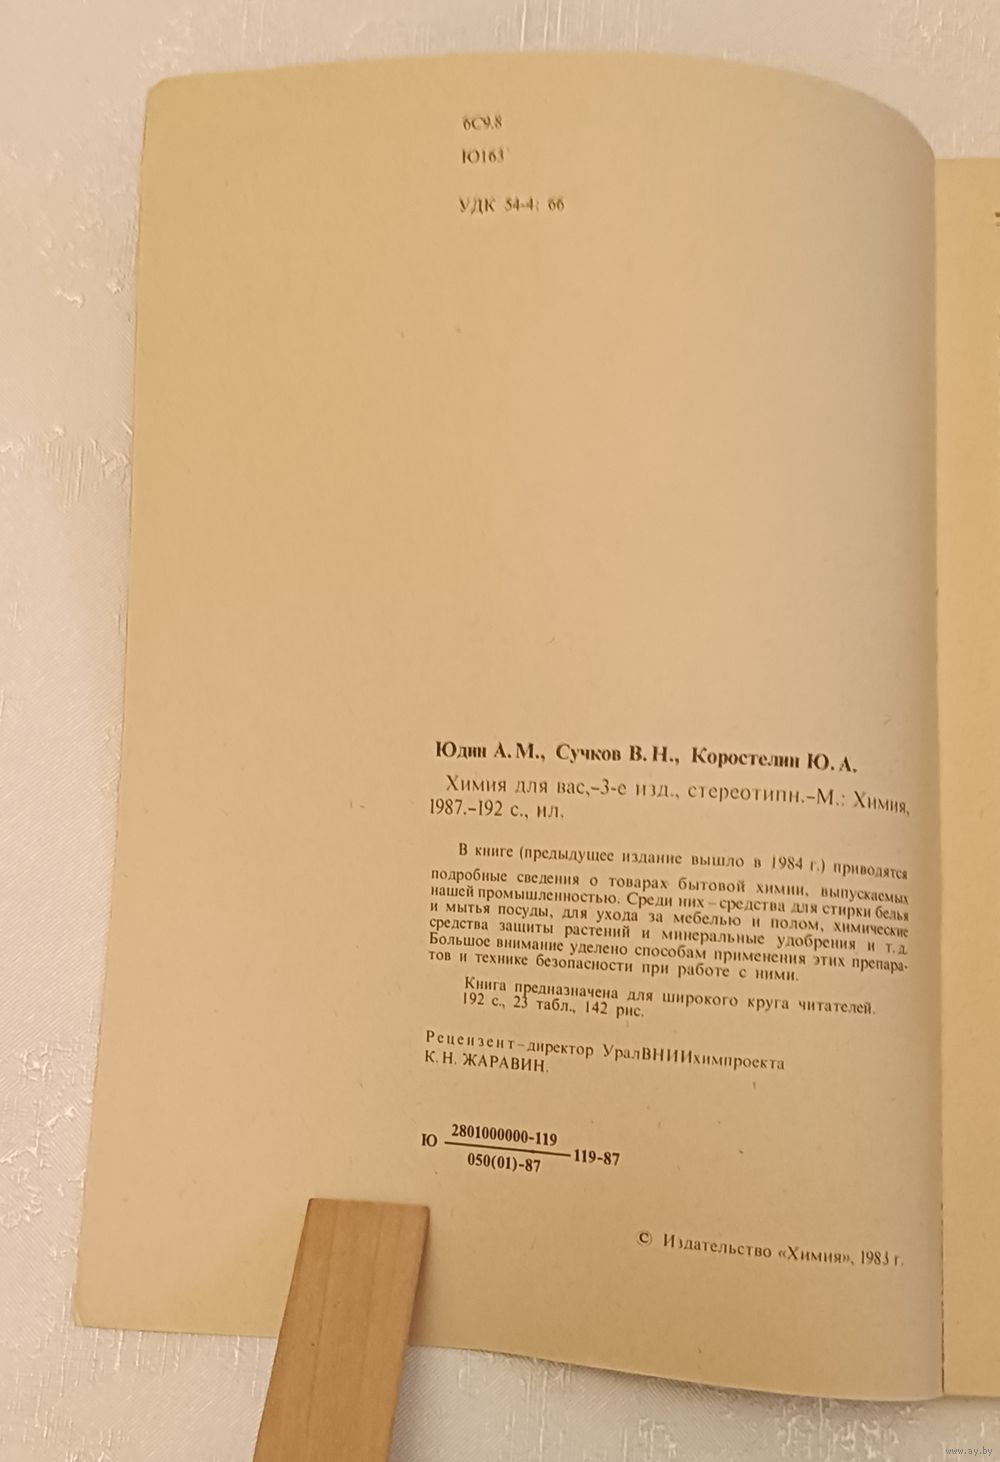 6С9.8
Ю163
УДК 54-4: 66
Юдин А. М., Сучков В. Н., Коростелин Ю. А.
Химия для вас,–3-е изд., стереотипн.–М.: Химия,
1987.–192 с., ил.
В книге (предыдущее издание вышло в 1984 г.) приводятся
подробные сведения о товарах бытовой химии, выпускаемых
нашей промышленностью. Среди них – средства для стирки белья
и мытья посуды, для ухода за мебелью и полом, химические
средства защиты растений и минеральные удобрения и т. д.
Большое внимание уделено способам применения этих препара-
тов и технике безопасности при работе с ними.
Книга предназначена для широкого круга читателей.
192 с., 23 табл., 142 рис.
Рецензент–директор УралВНИИхимпроекта
К. Н. ЖАРАВИН.
Ю 2801000000-119
050(01)-87 119-87
© Издательство «Химия», 1983 г.
www.ay.by